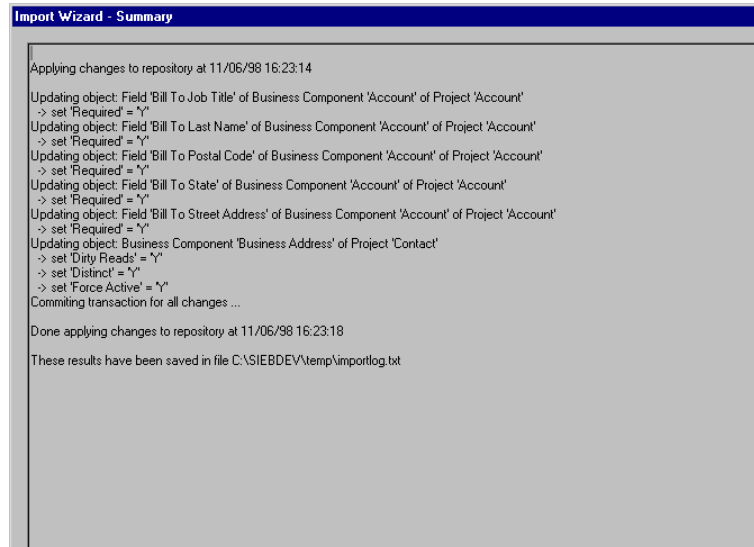 Import Wizard - Summary
Applying changes to repository at 11/06/98 16:23:14
Updating object: Field 'Bill To Job Title' of Business Component 'Account' of Project 'Account'
-> set 'Required' = 'Y'
Updating object: Field 'Bill To Last Name' of Business Component 'Account' of Project 'Account'
-> set 'Required' = 'Y'
Updating object: Field 'Bill To Postal Code' of Business Component 'Account' of Project 'Account'
-> set 'Required' = 'Y'
Updating object: Field 'Bill To State' of Business Component 'Account' of Project 'Account'
-> set 'Required' = 'Y'
Updating object: Field 'Bill To Street Address' of Business Component 'Account' of Project 'Account'
-> set 'Required' = 'Y'
Updating object: Business Component 'Business Address' of Project 'Contact'
-> set 'Dirty Reads' = 'Y'
-> set 'Distinct' = 'Y'
-> set 'Force Active' = 'Y'
Commiting transaction for all changes ...
Done applying changes to repository at 11/06/98 16:23:18
These results have been saved in file C:\SIEBDEV\temp\importlog.txt